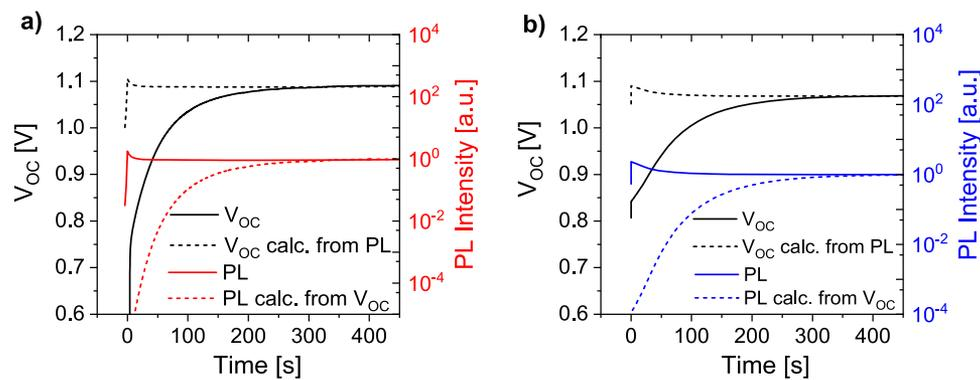 a)
1.2
1.1
1.0
0.9
0.8
0.7
0.6
V_OC [V]
10^4
10^2
10^0
10^-2
10^-4
PL Intensity [a.u.]
V_OC
V_OC calc. from PL
PL
PL calc. from V_OC
0 100 200 300 400
Time [s]
b)
1.2
1.1
1.0
0.9
0.8
0.7
0.6
V_OC [V]
10^4
10^2
10^0
10^-2
10^-4
PL Intensity [a.u.]
V_OC
V_OC calc. from PL
PL
PL calc. from V_OC
0 100 200 300 400
Time [s]